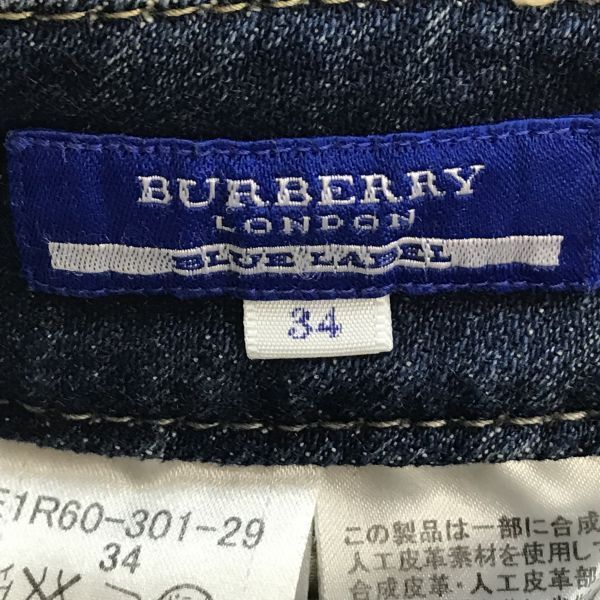 BURBERRY
LONDON
BLUE LABEL
34
E1R60-301-29
34
この製品は一部に合成
人工皮革素材を使用して
合成皮革・人工皮革部